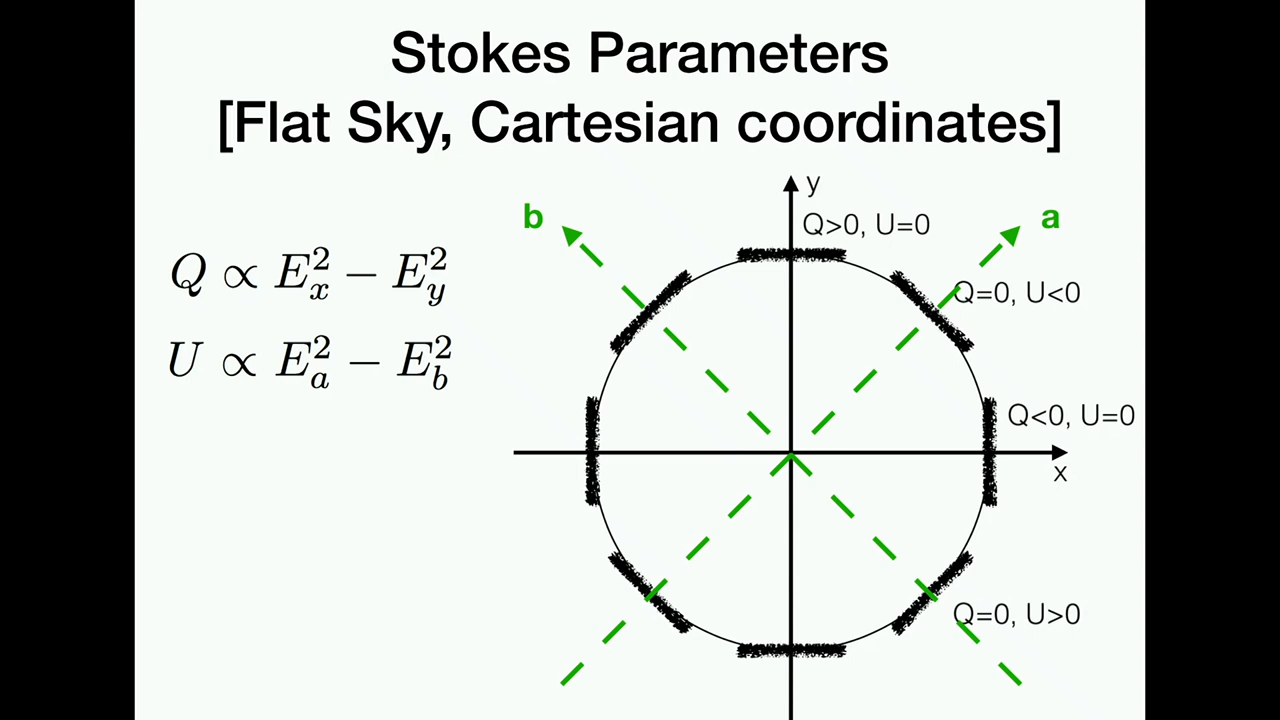 Stokes Parameters
[Flat Sky, Cartesian coordinates]
y
b
Q>0, U=0
a
Q ∝ E_x^2 − E_y^2
Q=0, U<0
U ∝ E_a^2 − E_b^2
Q<0, U=0
x
Q=0, U>0